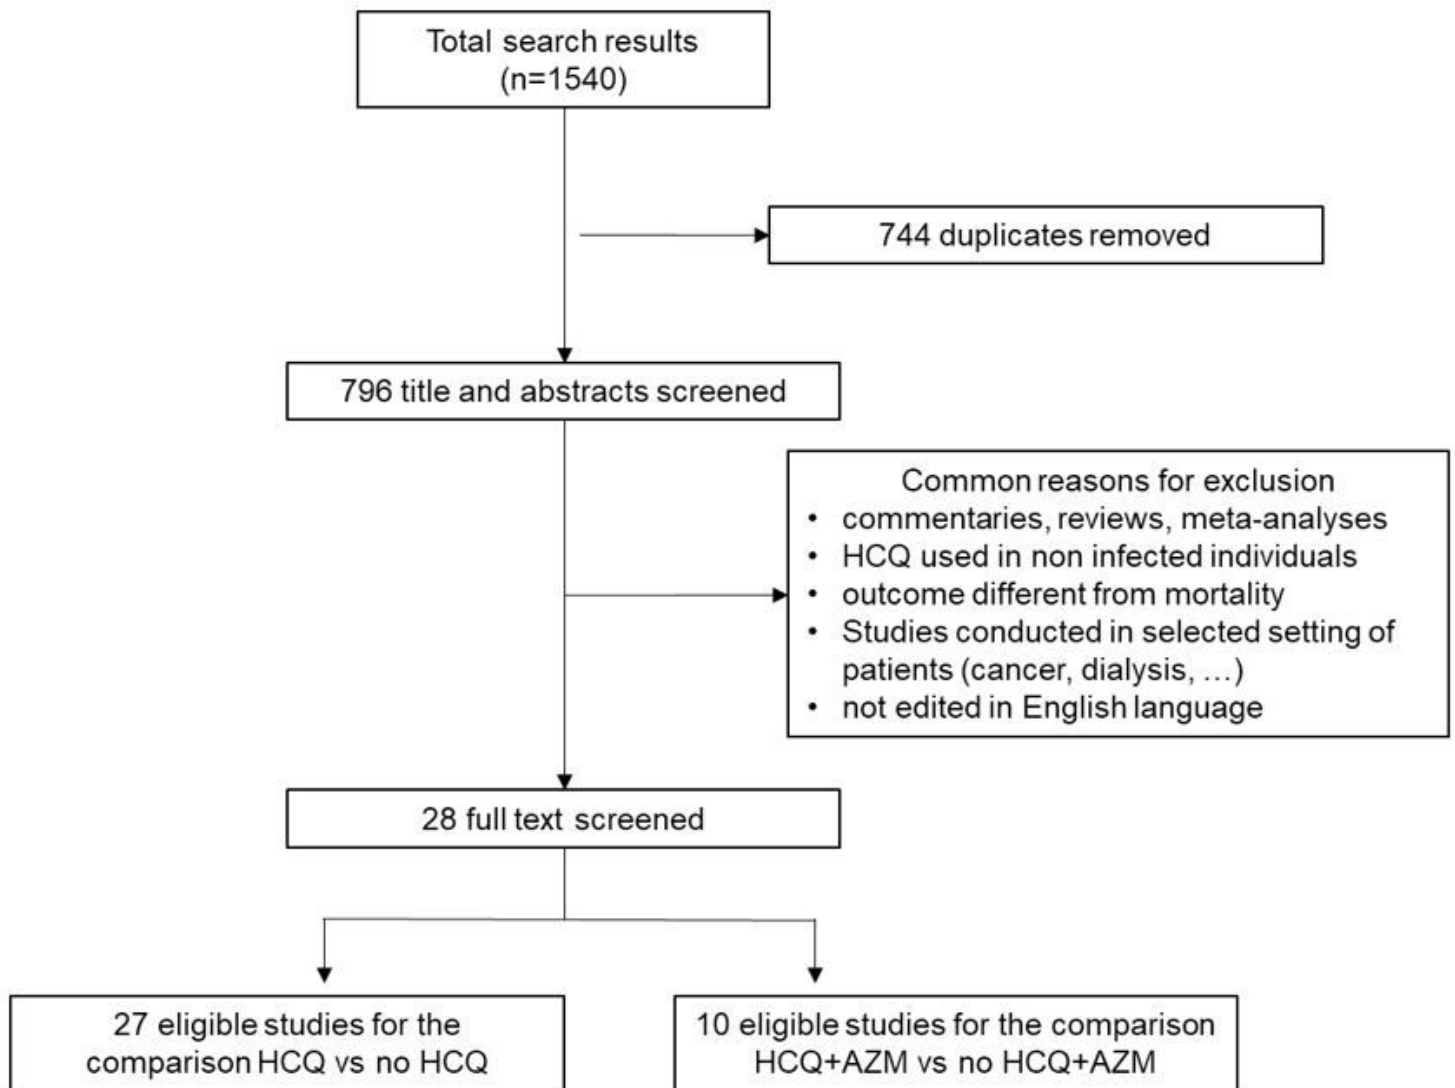 Total search results
(n=1540)
744 duplicates removed
796 title and abstracts screened
Common reasons for exclusion
• commentaries, reviews, meta-analyses
• HCQ used in non infected individuals
• outcome different from mortality
• Studies conducted in selected setting of
patients (cancer, dialysis, …)
• not edited in English language
28 full text screened
27 eligible studies for the
comparison HCQ vs no HCQ
10 eligible studies for the comparison
HCQ+AZM vs no HCQ+AZM